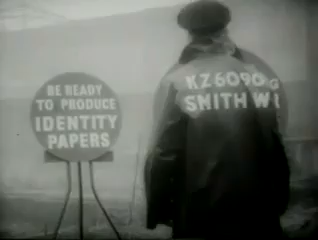 BE READY
TO PRODUCE
IDENTITY
PAPERS
KZ6090
SMITH W